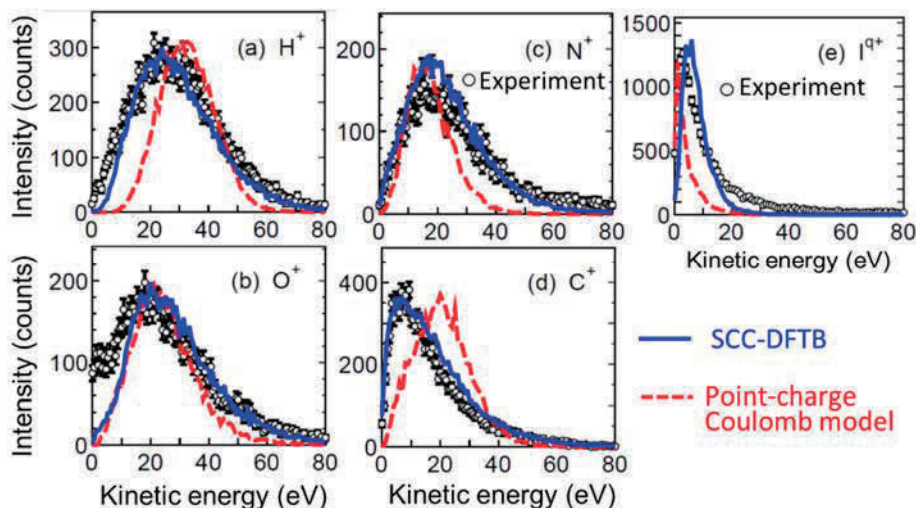 Intensity (counts)
300
200
100
0
(a) H+
0 20 40 60 80
200
100
0
(c) N+
Experiment
0 20 40 60 80
1500
1000
500
0
(e) Iq+
Experiment
0 20 40 60 80
Kinetic energy (eV)
Intensity (counts)
200
100
0
(b) O+
0 20 40 60 80
Kinetic energy (eV)
400
200
0
(d) C+
0 20 40 60 80
Kinetic energy (eV)
SCC-DFTB
Point-charge
Coulomb model